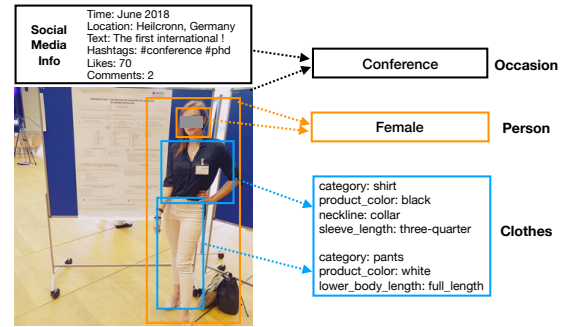 Social
Media
Info
Time: June 2018
Location: Heilcronn, Germany
Text: The first international !
Hashtags: #conference #phd
Likes: 70
Comments: 2
Conference
Occasion
Female
Person
category: shirt
product_color: black
neckline: collar
sleeve_length: three-quarter
category: pants
product_color: white
lower_body_length: full_length
Clothes